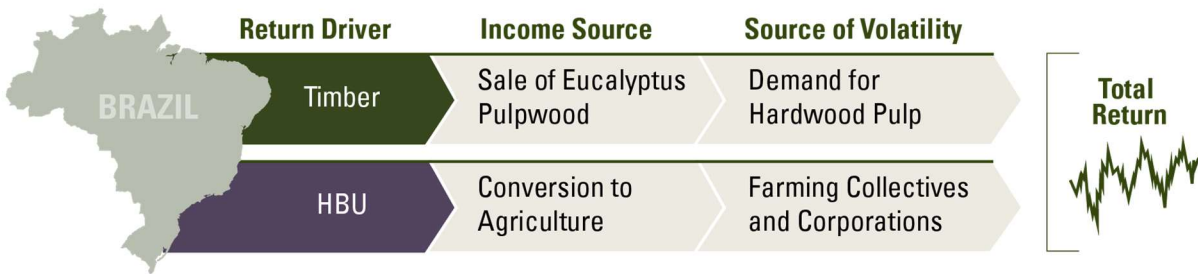 Return Driver Income Source Source of Volatility
BRAZIL
Timber
Sale of Eucalyptus
Pulpwood
Demand for
Hardwood Pulp
HBU
Conversion to
Agriculture
Farming Collectives
and Corporations
Total
Return